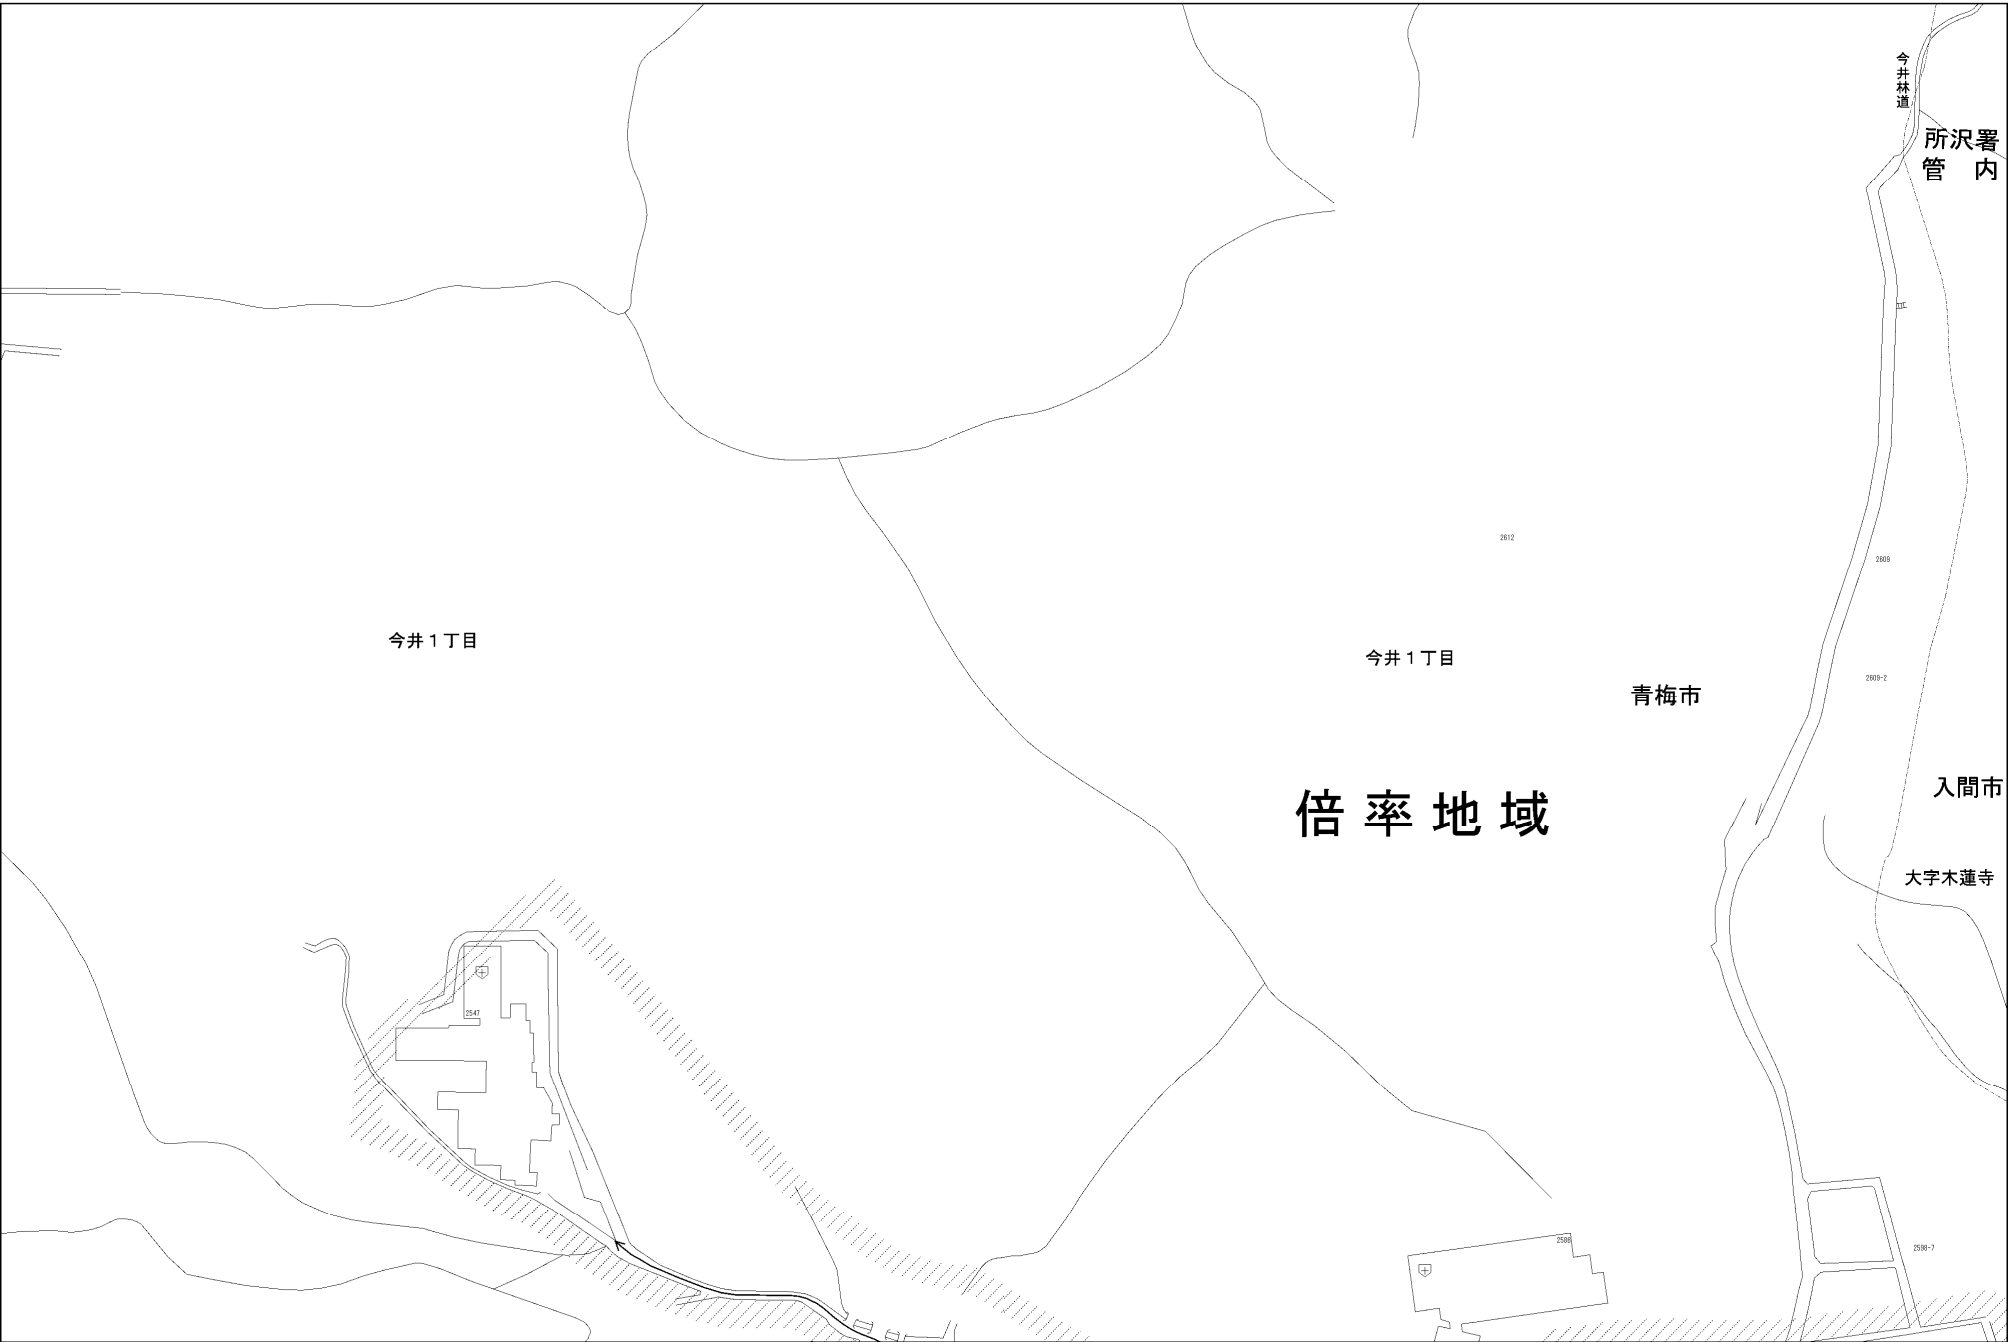 今井林道
所沢署
管　内
2612
2609
今井１丁目
今井１丁目
2609-2
青梅市
入間市
倍率地域
大字木蓮寺
2547
2586
2598-7